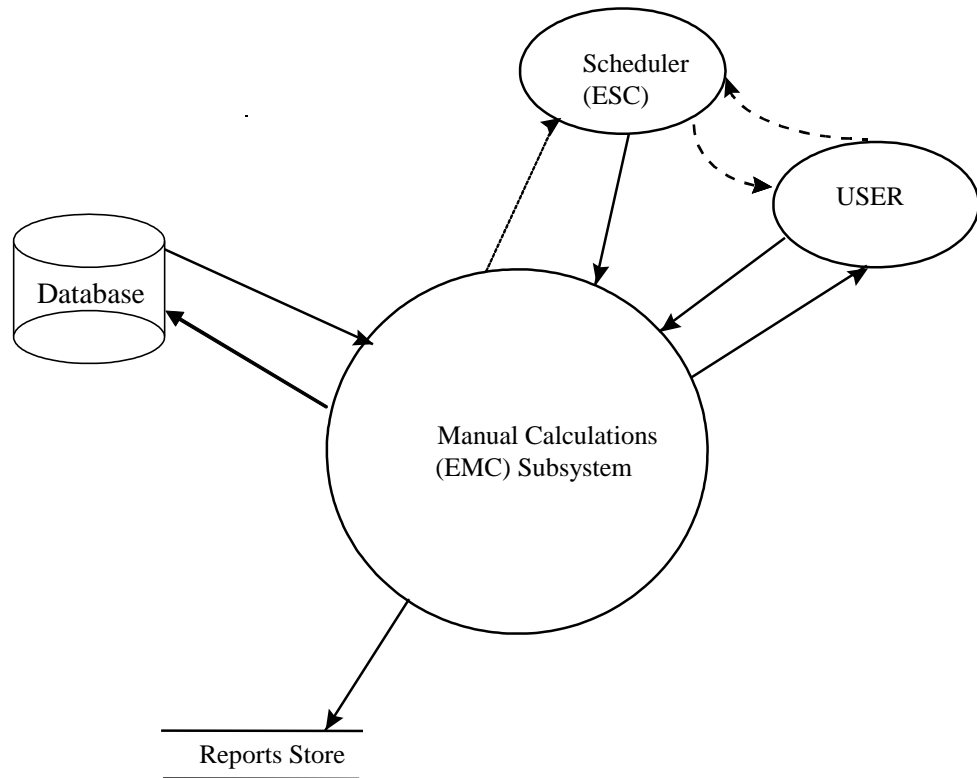 Scheduler
(ESC)
USER
Database
Manual Calculations
(EMC) Subsystem
Reports Store